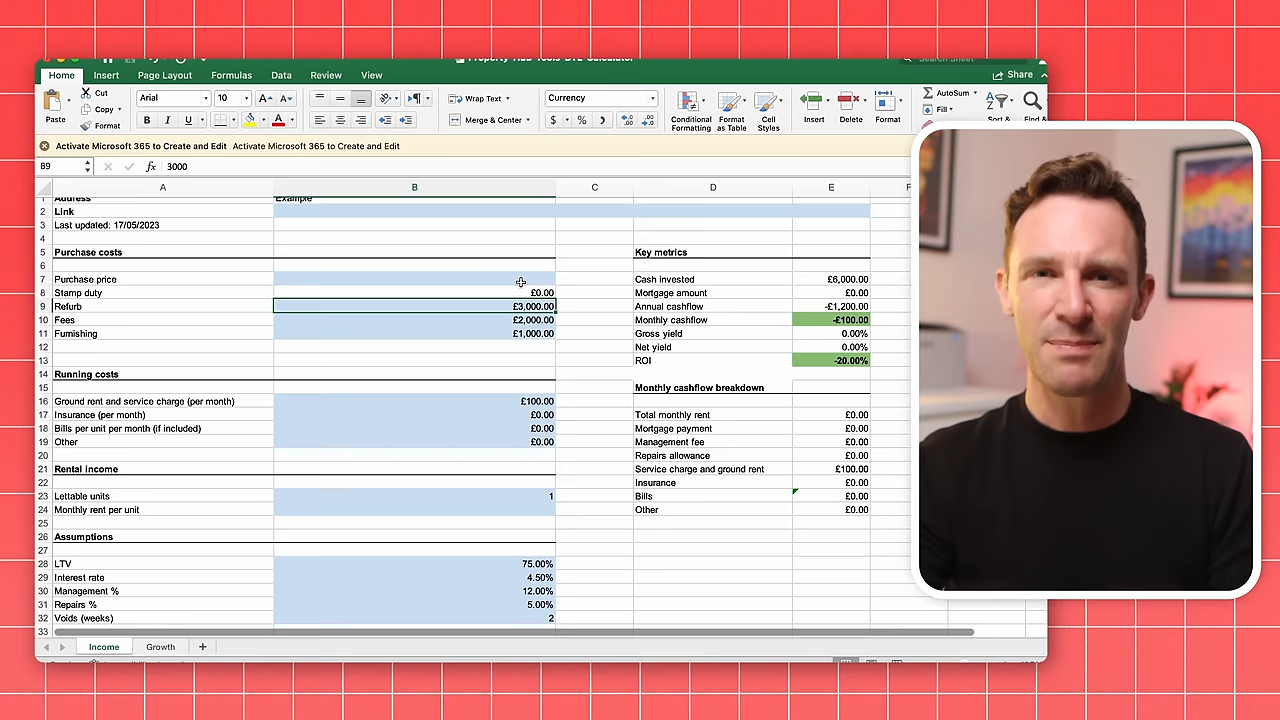 Home Insert Page Layout Formulas Data Review View Share
Paste Cut Copy Format Arial 10 Wrap Text Merge & Center Currency Conditional Formatting Format as Table Cell Styles Insert Delete Format AutoSum Fill
Activate Microsoft 365 to Create and Edit Activate Microsoft 365 to Create and Edit
B9 fx 3000
A B C D E
1 Address Example
2 Link
3 Last updated: 17/05/2023
4
5 Purchase costs Key metrics
6
7 Purchase price Cash invested £6,000.00
8 Stamp duty £0.00 Mortgage amount £0.00
9 Refurb £3,000.00 Annual cashflow -£1,200.00
10 Fees £2,000.00 Monthly cashflow -£100.00
11 Furnishing £1,000.00 Gross yield 0.00%
12 Net yield 0.00%
13 ROI -20.00%
14 Running costs
15 Monthly cashflow breakdown
16 Ground rent and service charge (per month) £100.00 Total monthly rent £0.00
17 Insurance (per month) £0.00 Mortgage payment £0.00
18 Bills per unit per month (if included) £0.00 Management fee £0.00
19 Other £0.00 Repairs allowance £0.00
20 Service charge and ground rent £100.00
21 Rental income Insurance £0.00
22 Bills £0.00
23 Lettable units 1 Other £0.00
24 Monthly rent per unit
25
26 Assumptions
27
28 LTV 75.00%
29 Interest rate 4.50%
30 Management % 12.00%
31 Repairs % 5.00%
32 Voids (weeks) 2
33
Income Growth